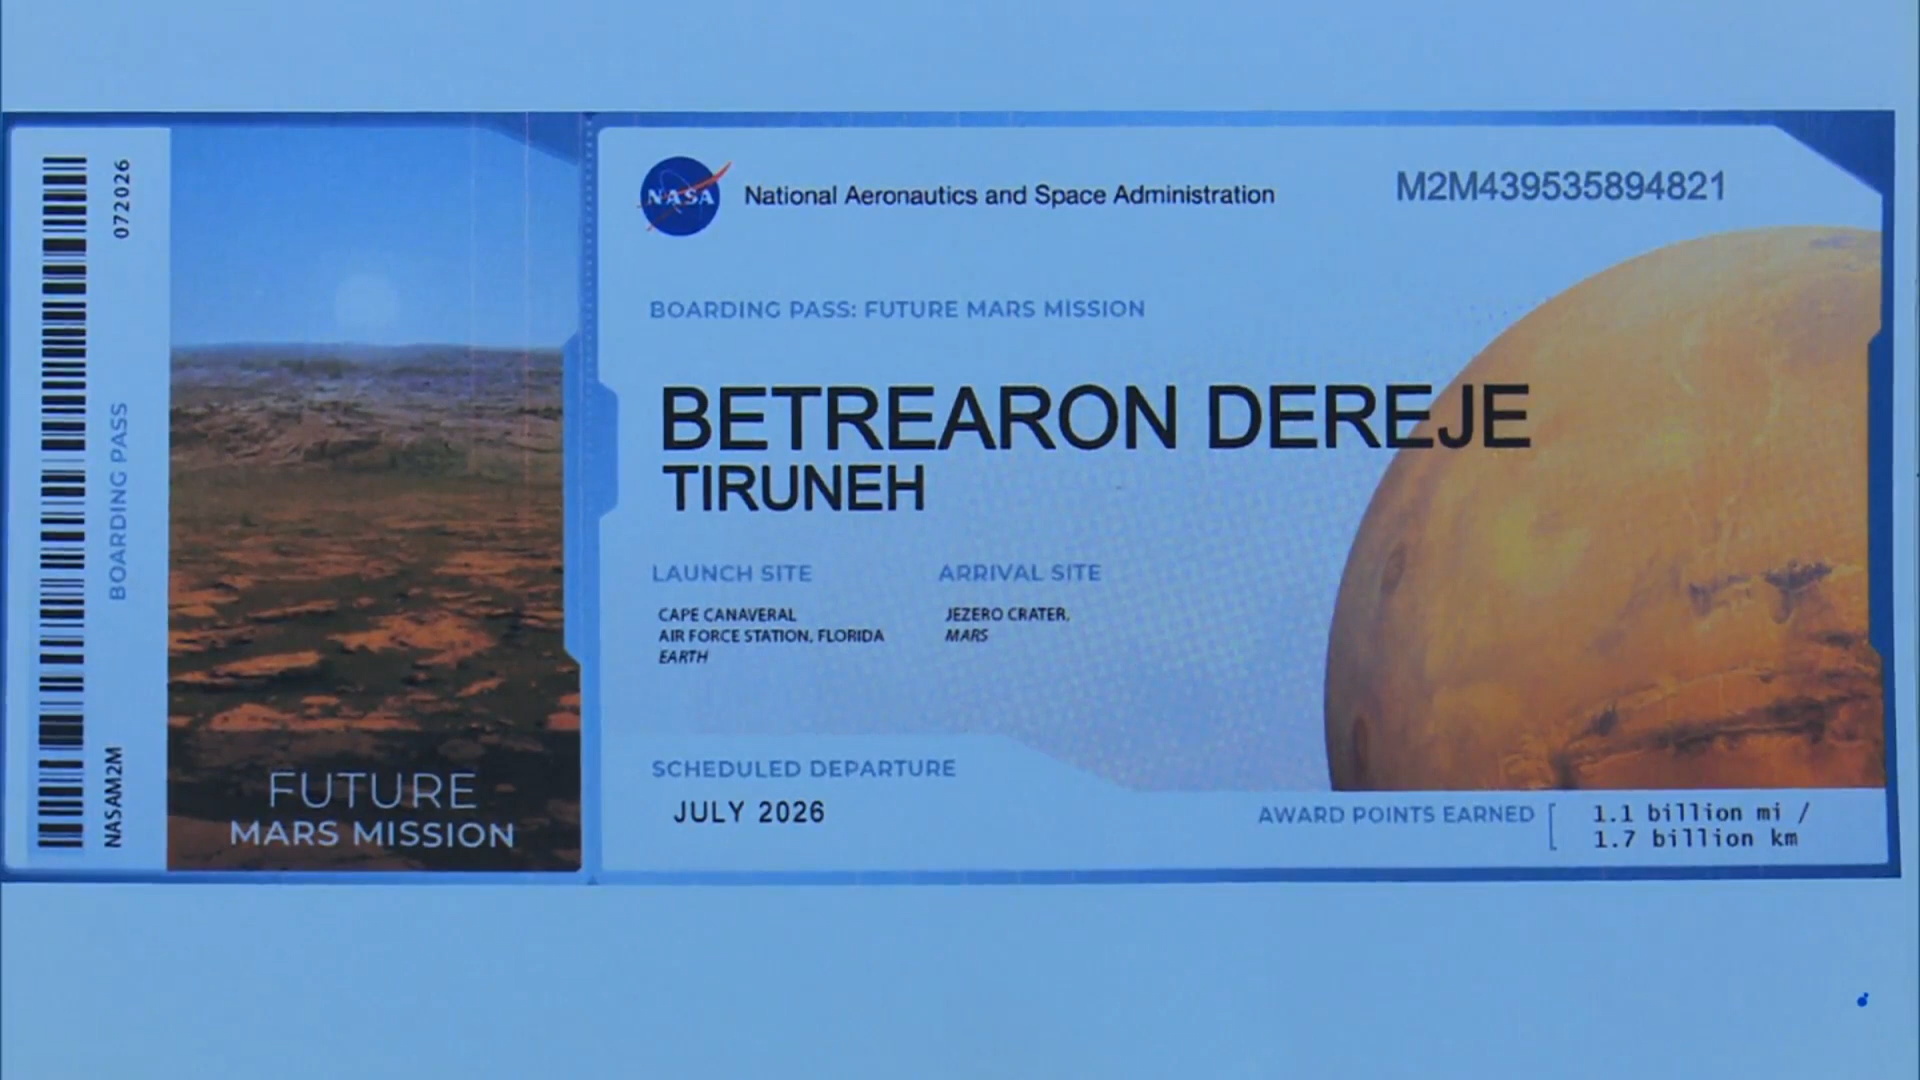 072026
BOARDING PASS
NASAM2M
FUTURE
MARS MISSION
NASA
National Aeronautics and Space Administration
M2M439535894821
BOARDING PASS: FUTURE MARS MISSION
BETREARON DEREJE
TIRUNEH
LAUNCH SITE
CAPE CANAVERAL
AIR FORCE STATION, FLORIDA
EARTH
ARRIVAL SITE
JEZERO CRATER,
MARS
SCHEDULED DEPARTURE
JULY 2026
AWARD POINTS EARNED
1.1 billion mi /
1.7 billion km